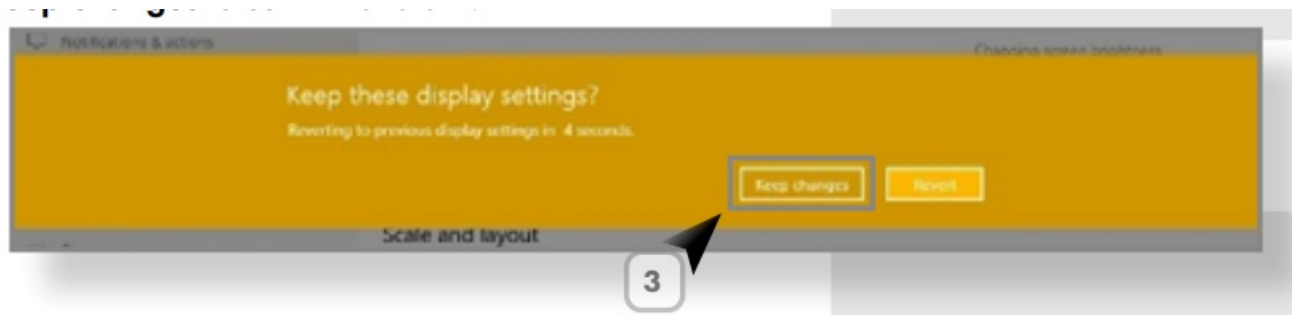 Notifications & actions
Changing screen brightness
Keep these display settings?
Reverting to previous display settings in 4 seconds.
Keep changes
Revert
Scale and layout
3